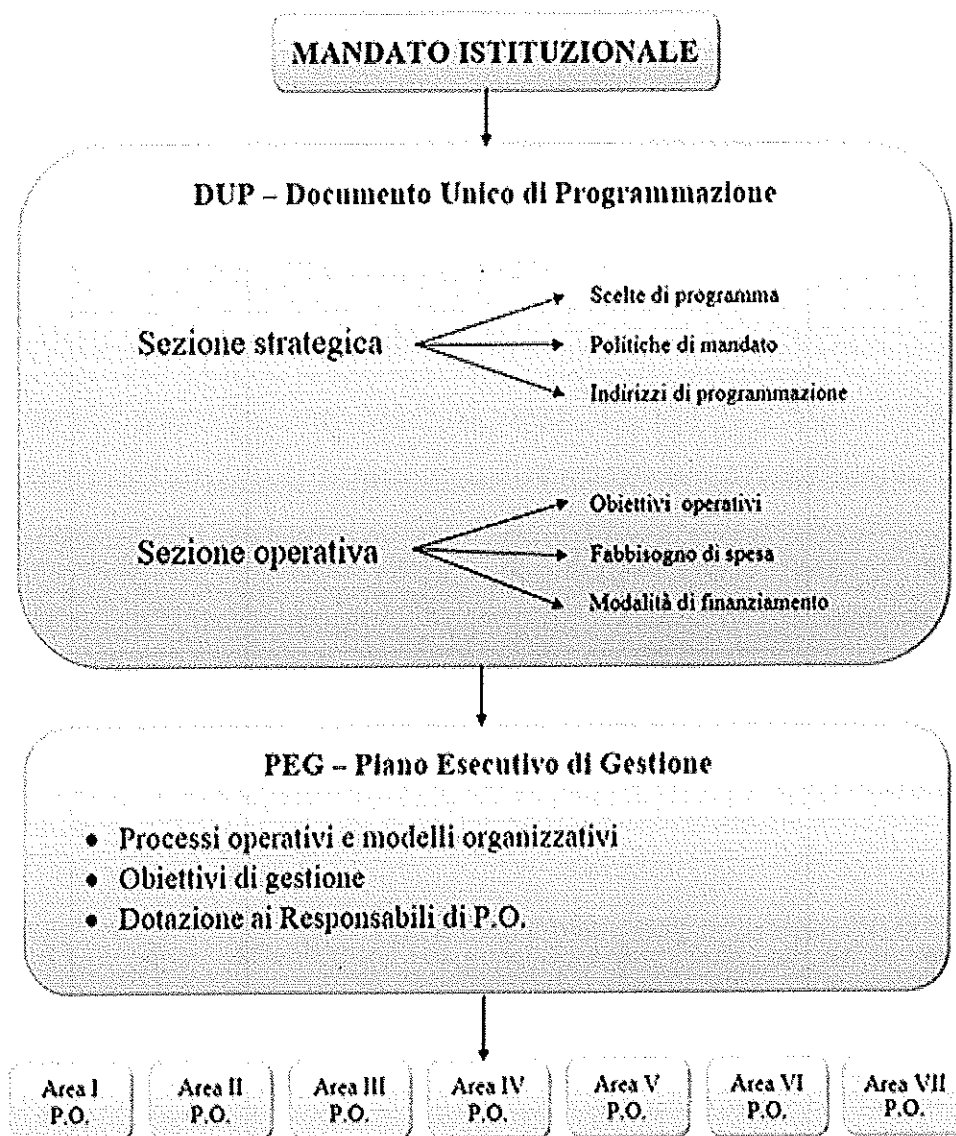 MANDATO ISTITUZIONALE
DUP – Documento Unico di Programmazione
Sezione strategica
Scelte di programma
Politiche di mandato
Indirizzi di programmazione
Sezione operativa
Obiettivi operativi
Fabbisogno di spesa
Modalità di finanziamento
PEG – Piano Esecutivo di Gestione
• Processi operativi e modelli organizzativi
• Obiettivi di gestione
• Dotazione ai Responsabili di P.O.
Area I
P.O.
Area II
P.O.
Area III
P.O.
Area IV
P.O.
Area V
P.O.
Area VI
P.O.
Area VII
P.O.